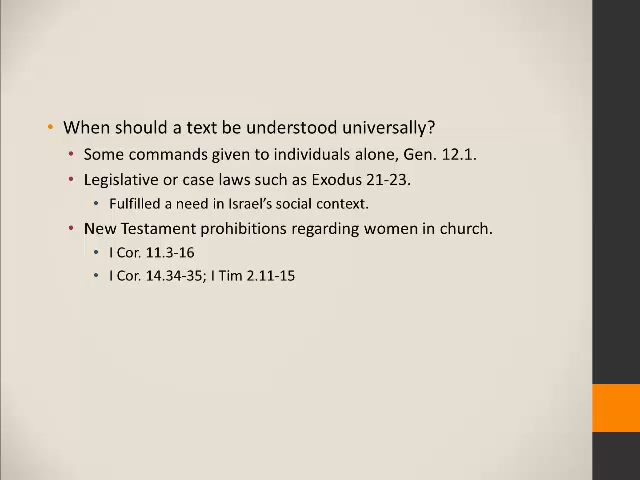 When should a text be understood universally?
Some commands given to individuals alone, Gen. 12.1.
Legislative or case laws such as Exodus 21-23.
Fulfilled a need in Israel's social context.
New Testament prohibitions regarding women in church.
I Cor. 11.3-16
I Cor. 14.34-35; I Tim 2.11-15